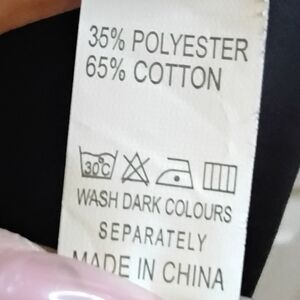 35% POLYESTER
65% COTTON
30°C
WASH DARK COLOURS
SEPARATELY
MADE IN CHINA